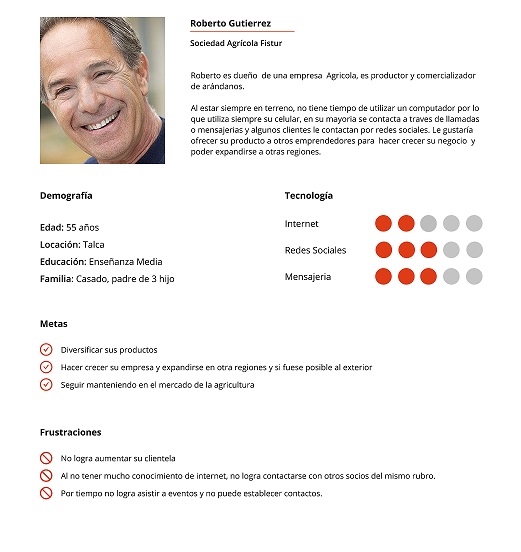 Roberto Gutierrez
Sociedad Agrícola Fistur
Roberto es dueño de una empresa Agricola, es productor y comercializador
de arándanos.
Al estar siempre en terreno, no tiene tiempo de utilizar un computador por lo
que utiliza siempre su celular, en su mayoria se contacta a traves de llamadas
o mensajerias y algunos clientes le contactan por redes sociales. Le gustaría
ofrecer su producto a otros emprendedores para hacer crecer su negocio y
poder expandirse a otras regiones.
Demografía
Edad: 55 años
Locación: Talca
Educación: Enseñanza Media
Familia: Casado, padre de 3 hijo
Tecnología
Internet
Redes Sociales
Mensajeria
Metas
Diversificar sus productos
Hacer crecer su empresa y expandirse en otra regiones y si fuese posible al exterior
Seguir manteniendo en el mercado de la agricultura
Frustraciones
No logra aumentar su clientela
Al no tener mucho conocimiento de internet, no logra contactarse con otros socios del mismo rubro.
Por tiempo no logra asistir a eventos y no puede establecer contactos.